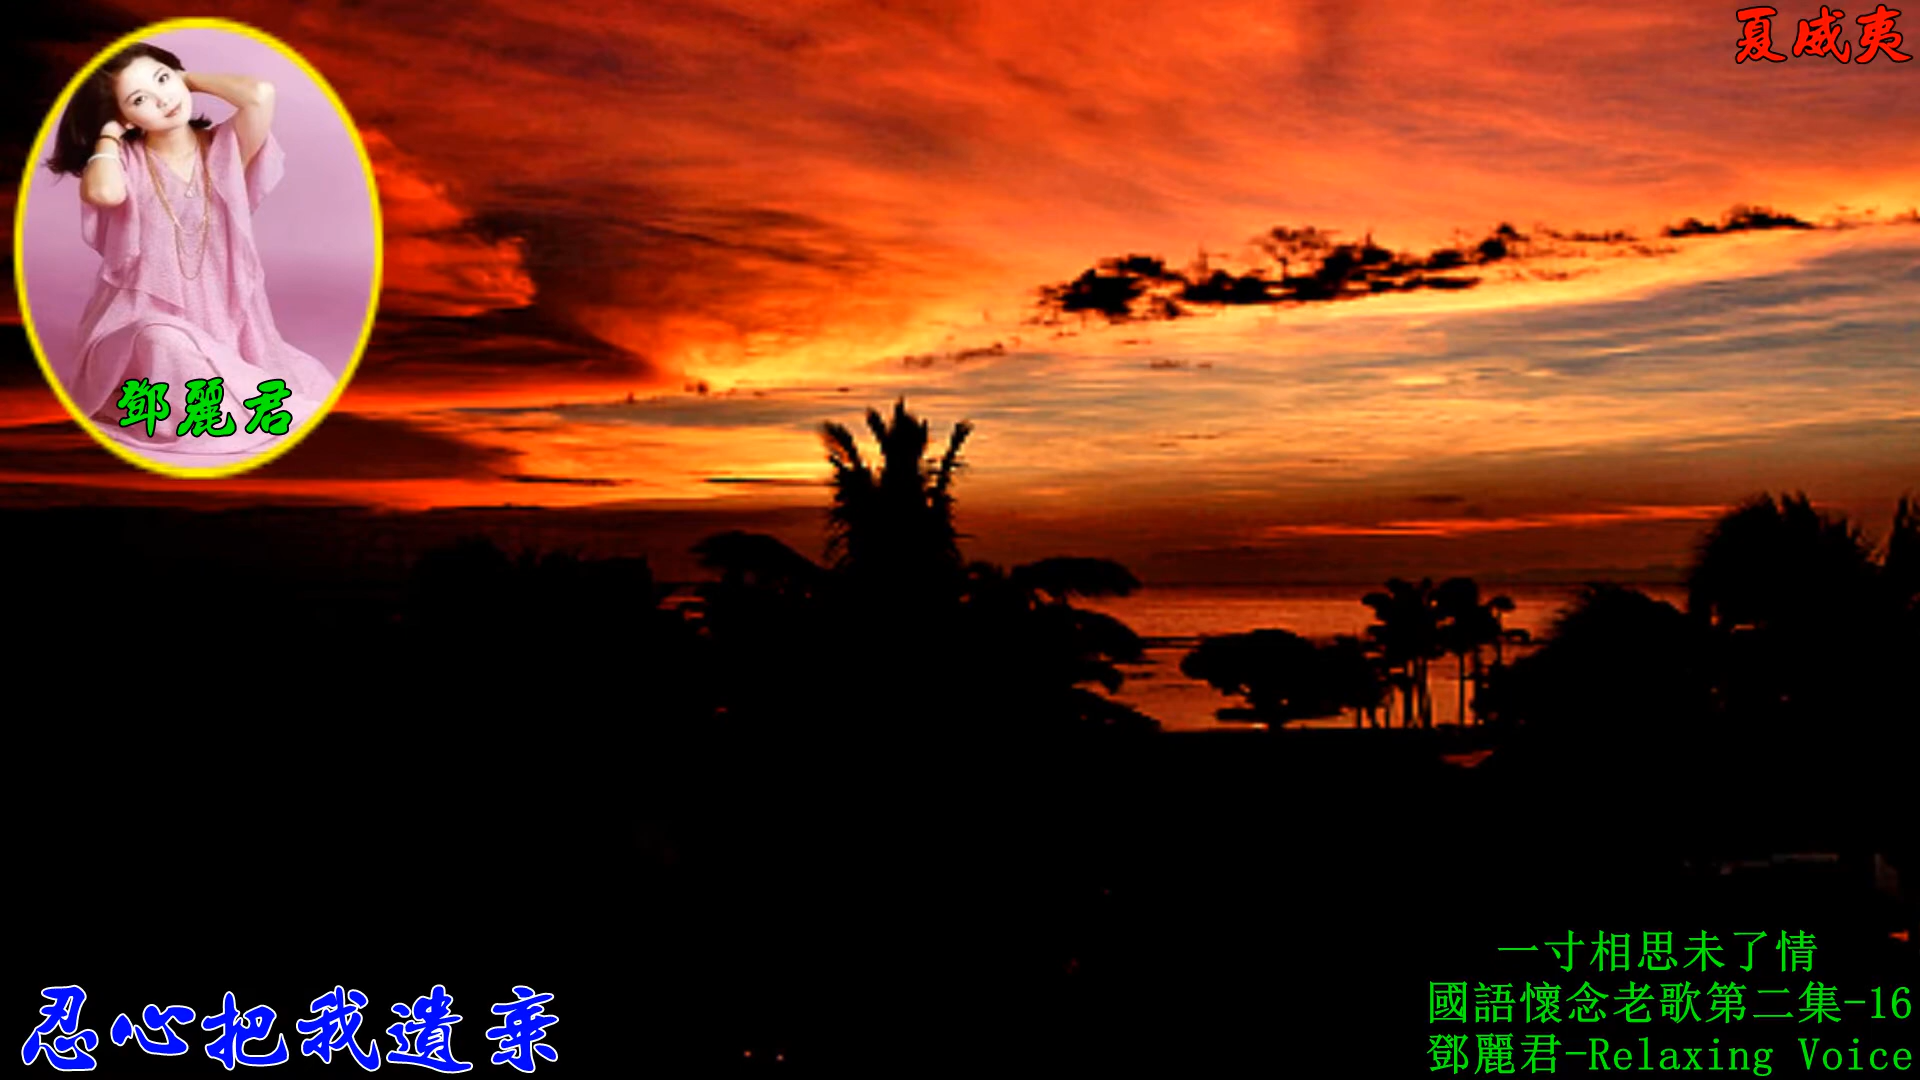 夏威夷
鄧麗君
忍心把我遺棄
一寸相思未了情
國語懷念老歌第二集-16
鄧麗君-Relaxing Voice